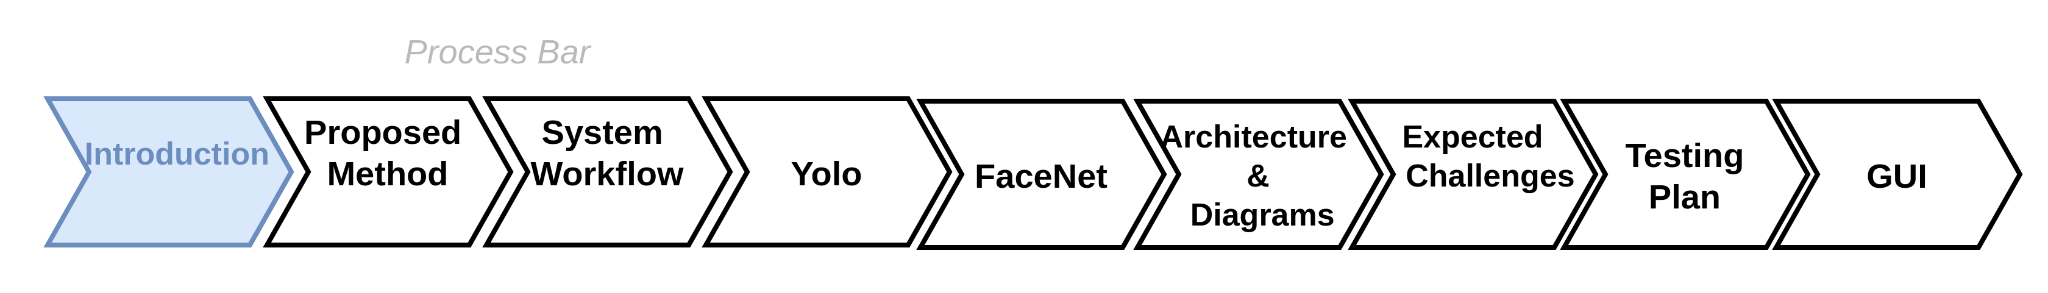 Process Bar
Introduction
Proposed
Method
System
Workflow
Yolo
FaceNet
Architecture
&
Diagrams
Expected
Challenges
Testing
Plan
GUI